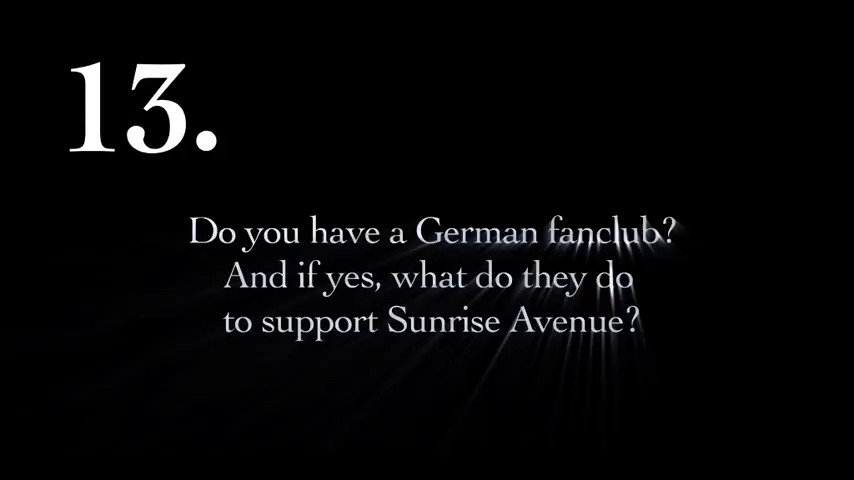 13.
Do you have a German fanclub?
And if yes, what do they do
to support Sunrise Avenue?